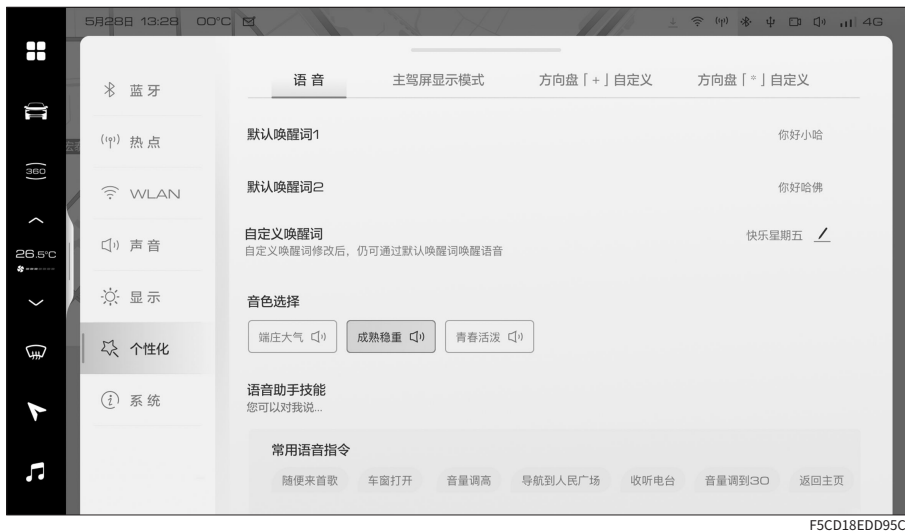 5月28日 13:28 00°C 4G
360
26.5°C
蓝牙
热点
WLAN
声音
显示
个性化
系统
语音 主驾屏显示模式 方向盘「+」自定义 方向盘「*」自定义
默认唤醒词1 你好小哈
默认唤醒词2 你好哈佛
自定义唤醒词 快乐星期五
自定义唤醒词修改后，仍可通过默认唤醒词唤醒语音
音色选择
端庄大气 成熟稳重 青春活泼
语音助手技能
您可以对我说...
常用语音指令
随便来首歌 车窗打开 音量调高 导航到人民广场 收听电台 音量调到30 返回主页
F5CD18EDD95C